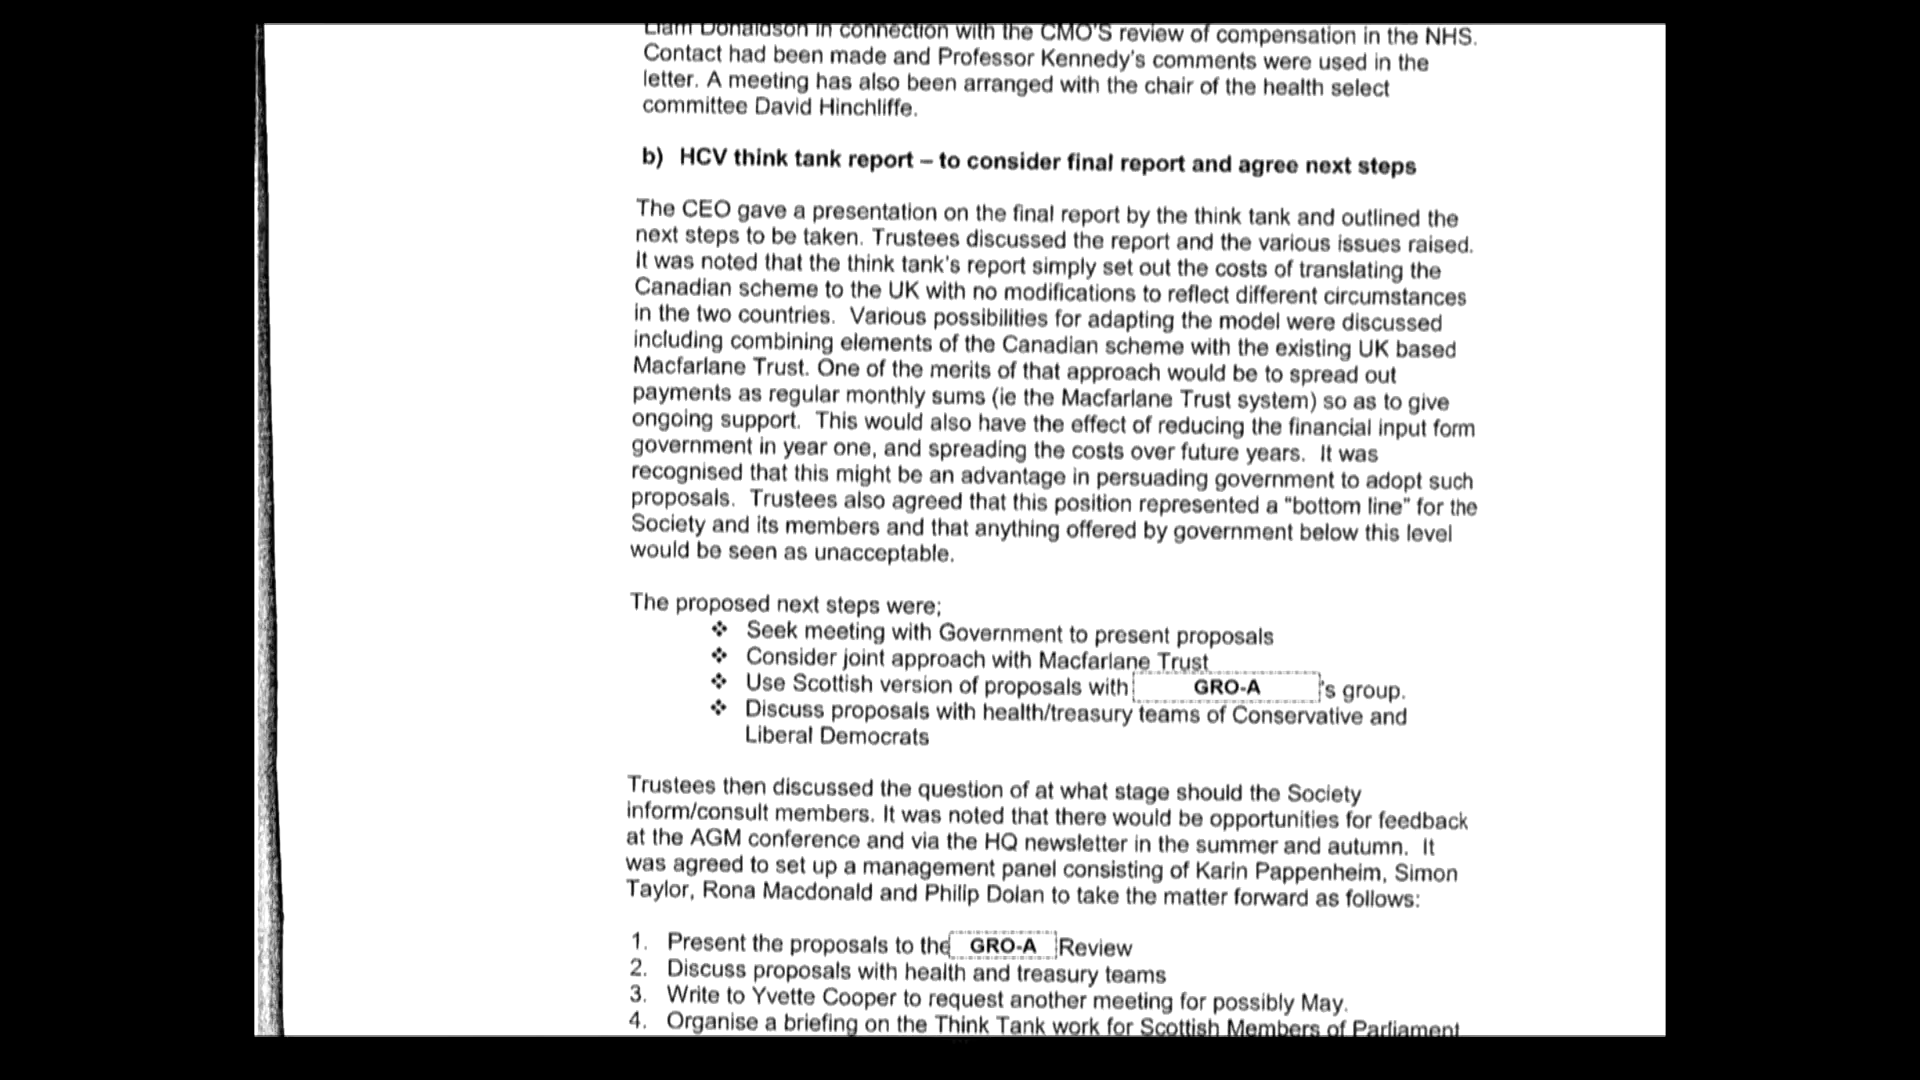 Liam Donaldson in connection with the CMO'S review of compensation in the NHS.
Contact had been made and Professor Kennedy's comments were used in the
letter. A meeting has also been arranged with the chair of the health select
committee David Hinchliffe.
b) HCV think tank report – to consider final report and agree next steps
The CEO gave a presentation on the final report by the think tank and outlined the
next steps to be taken. Trustees discussed the report and the various issues raised.
It was noted that the think tank's report simply set out the costs of translating the
Canadian scheme to the UK with no modifications to reflect different circumstances
in the two countries. Various possibilities for adapting the model were discussed
including combining elements of the Canadian scheme with the existing UK based
Macfarlane Trust. One of the merits of that approach would be to spread out
payments as regular monthly sums (ie the Macfarlane Trust system) so as to give
ongoing support. This would also have the effect of reducing the financial input form
government in year one, and spreading the costs over future years. It was
recognised that this might be an advantage in persuading government to adopt such
proposals. Trustees also agreed that this position represented a "bottom line" for the
Society and its members and that anything offered by government below this level
would be seen as unacceptable.
The proposed next steps were;
❖ Seek meeting with Government to present proposals
❖ Consider joint approach with Macfarlane Trust
❖ Use Scottish version of proposals with GRO-A 's group.
❖ Discuss proposals with health/treasury teams of Conservative and
Liberal Democrats
Trustees then discussed the question of at what stage should the Society
inform/consult members. It was noted that there would be opportunities for feedback
at the AGM conference and via the HQ newsletter in the summer and autumn. It
was agreed to set up a management panel consisting of Karin Pappenheim, Simon
Taylor, Rona Macdonald and Philip Dolan to take the matter forward as follows:
1. Present the proposals to the GRO-A Review
2. Discuss proposals with health and treasury teams
3. Write to Yvette Cooper to request another meeting for possibly May.
4. Organise a briefing on the Think Tank work for Scottish Members of Parliament